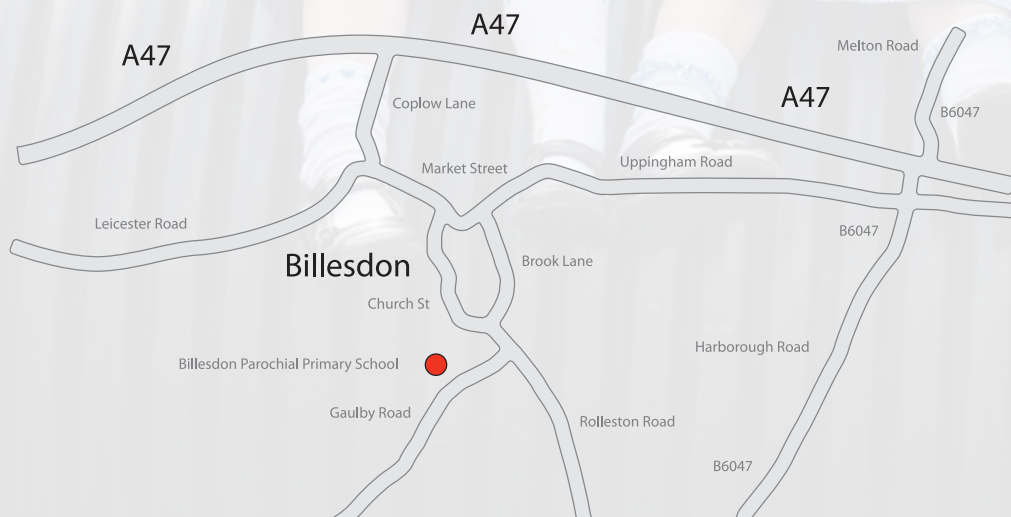 A47
A47
Melton Road
A47
Coplow Lane
B6047
Market Street
Uppingham Road
Leicester Road
B6047
Billesdon
Brook Lane
Church St
Harborough Road
Billesdon Parochial Primary School
Gaulby Road
Rolleston Road
B6047